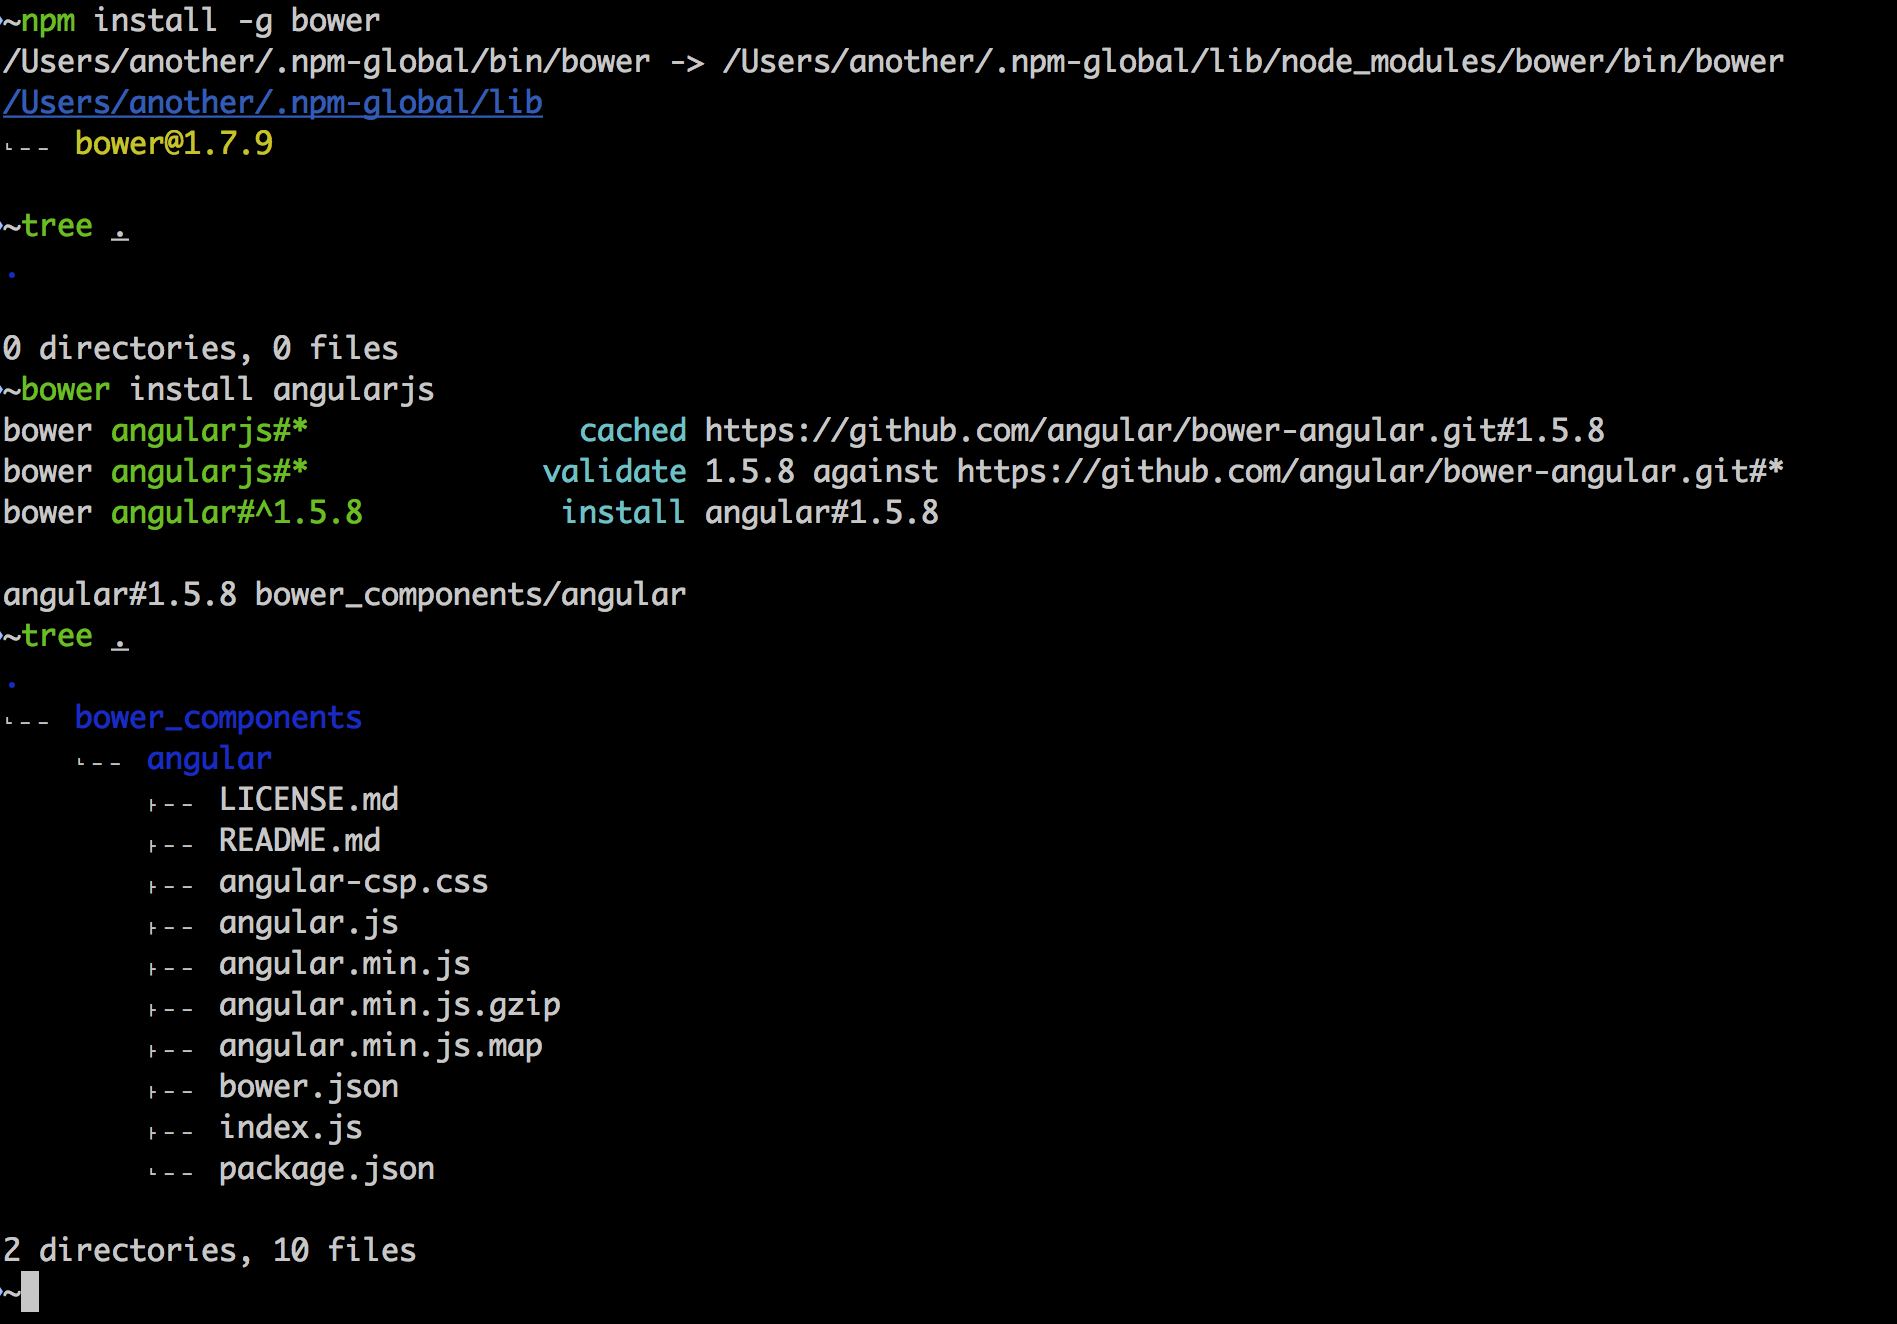 ~npm install -g bower
/Users/another/.npm-global/bin/bower -> /Users/another/.npm-global/lib/node_modules/bower/bin/bower
/Users/another/.npm-global/lib
└── bower@1.7.9
~tree .
.
0 directories, 0 files
~bower install angularjs
bower angularjs#*               cached https://github.com/angular/bower-angular.git#1.5.8
bower angularjs#*             validate 1.5.8 against https://github.com/angular/bower-angular.git#*
bower angular#^1.5.8           install angular#1.5.8
angular#1.5.8 bower_components/angular
~tree .
.
└── bower_components
    └── angular
        ├── LICENSE.md
        ├── README.md
        ├── angular-csp.css
        ├── angular.js
        ├── angular.min.js
        ├── angular.min.js.gzip
        ├── angular.min.js.map
        ├── bower.json
        ├── index.js
        └── package.json
2 directories, 10 files
~